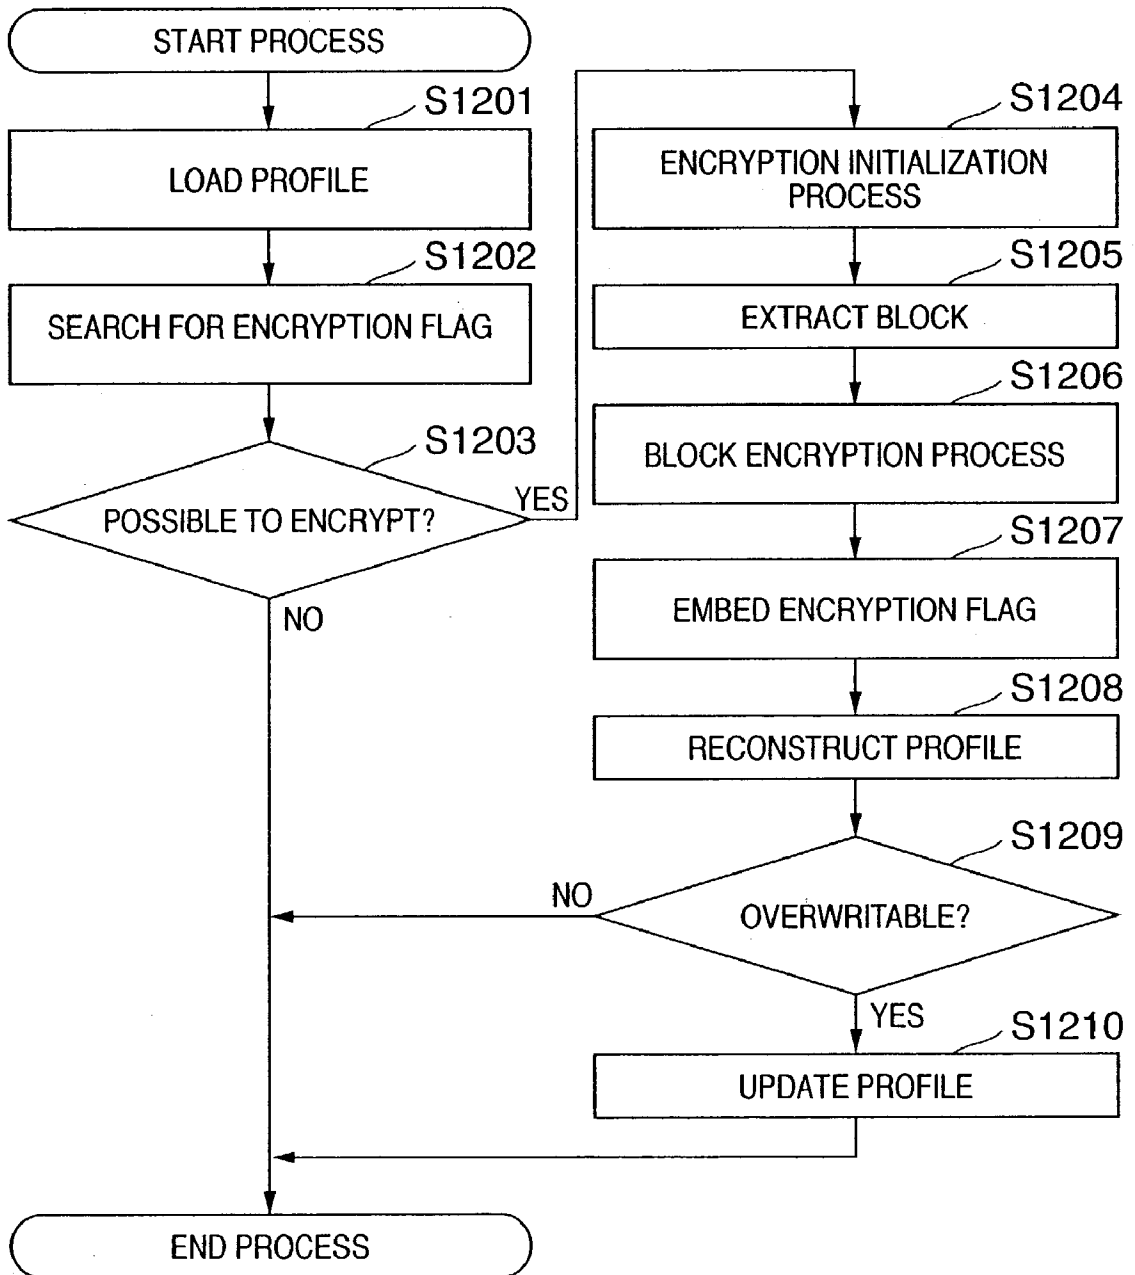 START PROCESS
S1201
LOAD PROFILE
S1202
SEARCH FOR ENCRYPTION FLAG
S1203
POSSIBLE TO ENCRYPT?
YES
NO
S1204
ENCRYPTION INITIALIZATION
PROCESS
S1205
EXTRACT BLOCK
S1206
BLOCK ENCRYPTION PROCESS
S1207
EMBED ENCRYPTION FLAG
S1208
RECONSTRUCT PROFILE
S1209
OVERWRITABLE?
NO
YES
S1210
UPDATE PROFILE
END PROCESS